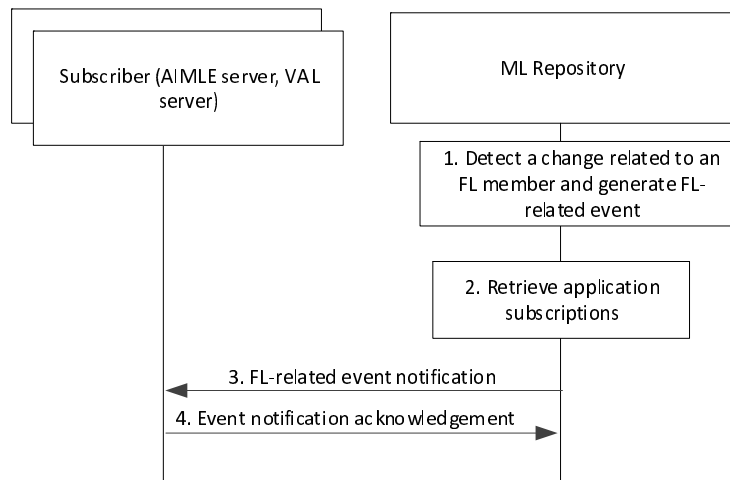 Subscriber (AIMLE server, VAL
server)
ML Repository
1. Detect a change related to an
FL member and generate FL-
related event
2. Retrieve application
subscriptions
3. FL-related event notification
4. Event notification acknowledgement